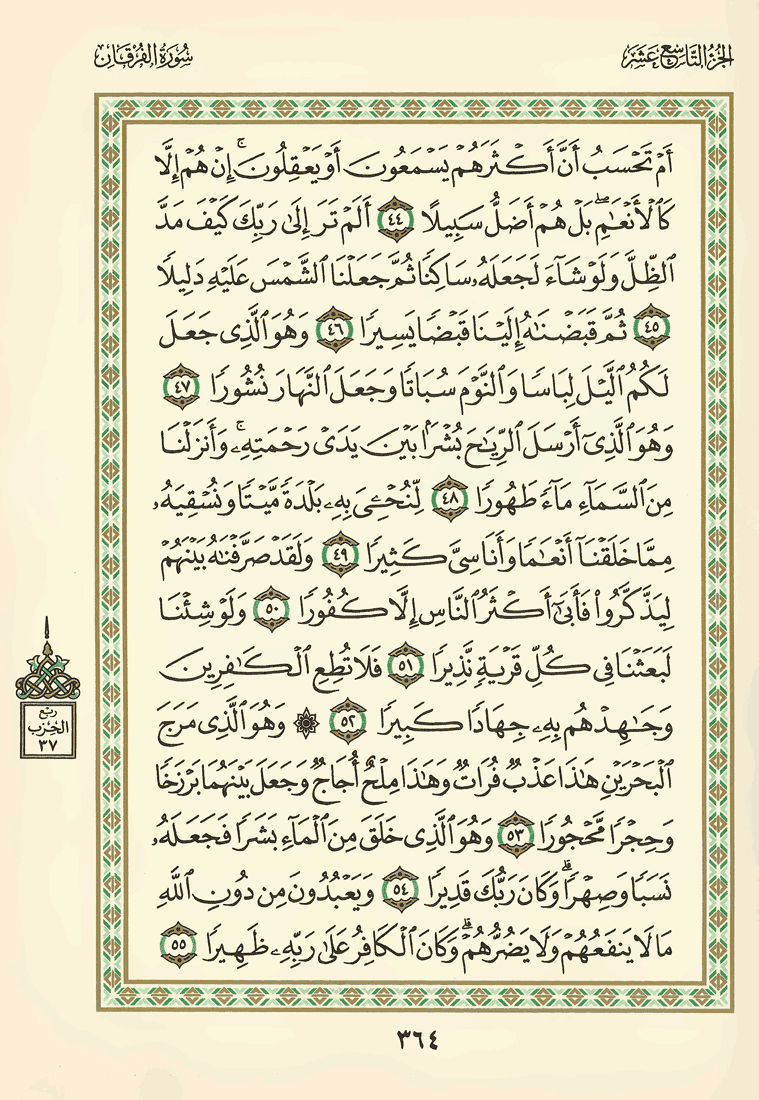 الجزء التاسع عشر
سورة الفرقان
أَمْ تَحْسَبُ أَنَّ أَكْثَرَهُمْ يَسْمَعُونَ أَوْ يَعْقِلُونَ ۚ إِنْ هُمْ إِلَّا
كَٱلْأَنْعَٰمِ ۖ بَلْ هُمْ أَضَلُّ سَبِيلًا ٤٤ أَلَمْ تَرَ إِلَىٰ رَبِّكَ كَيْفَ مَدَّ
ٱلظِّلَّ وَلَوْ شَآءَ لَجَعَلَهُۥ سَاكِنًا ثُمَّ جَعَلْنَا ٱلشَّمْسَ عَلَيْهِ دَلِيلًا
٤٥ ثُمَّ قَبَضْنَٰهُ إِلَيْنَا قَبْضًا يَسِيرًا ٤٦ وَهُوَ ٱلَّذِى جَعَلَ
لَكُمُ ٱلَّيْلَ لِبَاسًا وَٱلنَّوْمَ سُبَاتًا وَجَعَلَ ٱلنَّهَارَ نُشُورًا ٤٧
وَهُوَ ٱلَّذِىٓ أَرْسَلَ ٱلرِّيَٰحَ بُشْرًۢا بَيْنَ يَدَىْ رَحْمَتِهِۦ ۚ وَأَنزَلْنَا
مِنَ ٱلسَّمَآءِ مَآءً طَهُورًا ٤٨ لِّنُحْـِۧىَ بِهِۦ بَلْدَةً مَّيْتًا وَنُسْقِيَهُۥ
مِمَّا خَلَقْنَآ أَنْعَٰمًا وَأَنَاسِىَّ كَثِيرًا ٤٩ وَلَقَدْ صَرَّفْنَٰهُ بَيْنَهُمْ
لِيَذَّكَّرُوا۟ فَأَبَىٰٓ أَكْثَرُ ٱلنَّاسِ إِلَّا كُفُورًا ٥٠ وَلَوْ شِئْنَا
لَبَعَثْنَا فِى كُلِّ قَرْيَةٍ نَّذِيرًا ٥١ فَلَا تُطِعِ ٱلْكَٰفِرِينَ
وَجَٰهِدْهُم بِهِۦ جِهَادًا كَبِيرًا ٥٢ ۞ وَهُوَ ٱلَّذِى مَرَجَ
ٱلْبَحْرَيْنِ هَٰذَا عَذْبٌ فُرَاتٌ وَهَٰذَا مِلْحٌ أُجَاجٌ وَجَعَلَ بَيْنَهُمَا بَرْزَخًا
وَحِجْرًا مَّحْجُورًا ٥٣ وَهُوَ ٱلَّذِى خَلَقَ مِنَ ٱلْمَآءِ بَشَرًا فَجَعَلَهُۥ
نَسَبًا وَصِهْرًا ۗ وَكَانَ رَبُّكَ قَدِيرًا ٥٤ وَيَعْبُدُونَ مِن دُونِ ٱللَّهِ
مَا لَا يَنفَعُهُمْ وَلَا يَضُرُّهُمْ ۗ وَكَانَ ٱلْكَافِرُ عَلَىٰ رَبِّهِۦ ظَهِيرًا ٥٥
ربع
الحزب
٣٧
٣٦٤